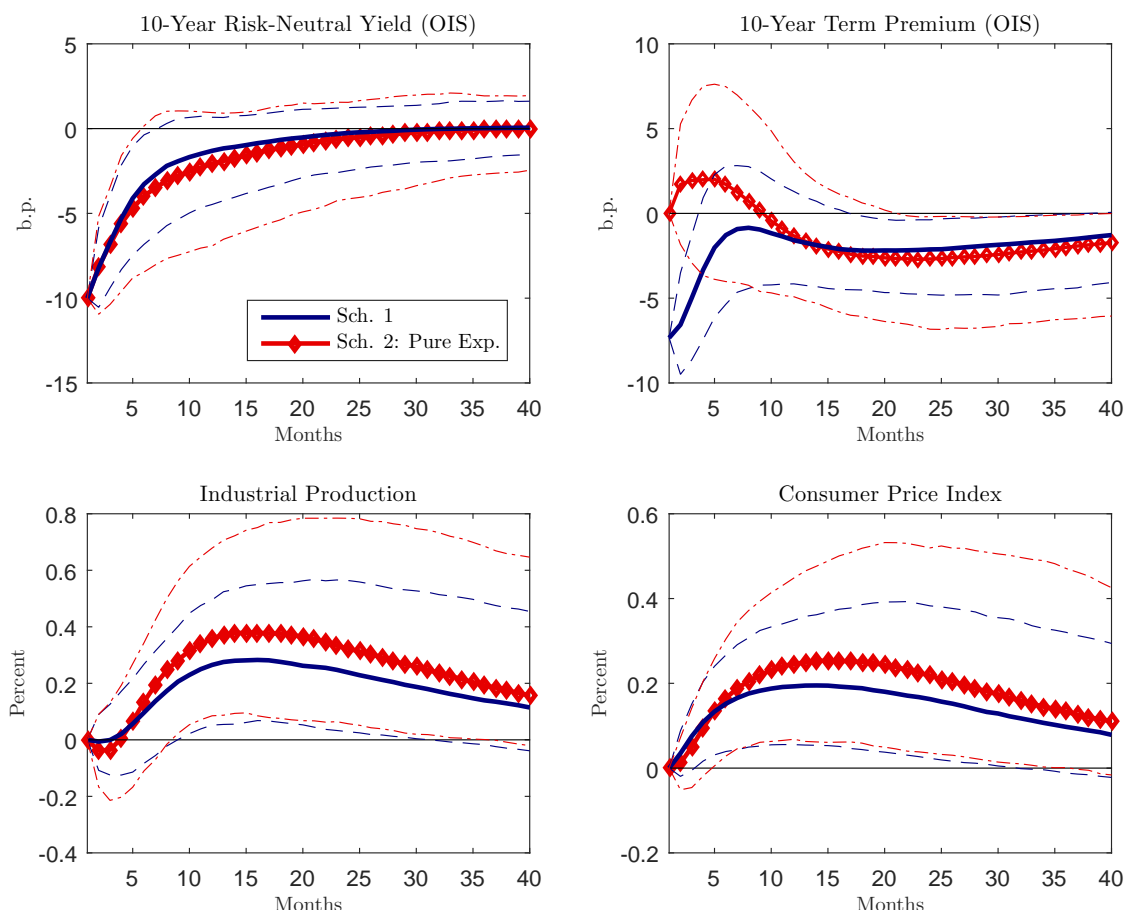 10-Year Risk-Neutral Yield (OIS)
5
0
-5
-10
-15
b.p.
Sch. 1
Sch. 2: Pure Exp.
5 10 15 20 25 30 35 40
Months
10-Year Term Premium (OIS)
10
5
0
-5
-10
b.p.
5 10 15 20 25 30 35 40
Months
Industrial Production
0.8
0.6
0.4
0.2
0
-0.2
-0.4
Percent
5 10 15 20 25 30 35 40
Months
Consumer Price Index
0.6
0.4
0.2
0
-0.2
Percent
5 10 15 20 25 30 35 40
Months